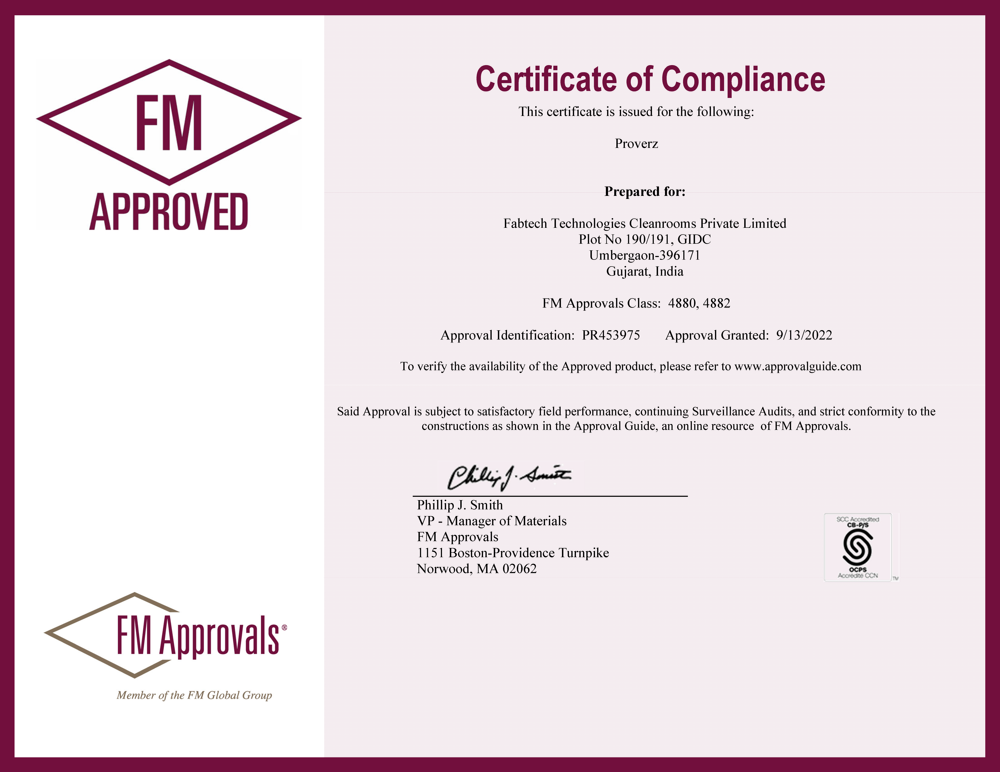 FM
APPROVED
Certificate of Compliance
This certificate is issued for the following:
Proverz
Prepared for:
Fabtech Technologies Cleanrooms Private Limited
Plot No 190/191, GIDC
Umbergaon-396171
Gujarat, India
FM Approvals Class:  4880, 4882
Approval Identification:  PR453975    Approval Granted:  9/13/2022
To verify the availability of the Approved product, please refer to www.approvalguide.com
Said Approval is subject to satisfactory field performance, continuing Surveillance Audits, and strict conformity to the
constructions as shown in the Approval Guide, an online resource  of FM Approvals.
Phillip J. Smith
Phillip J. Smith
VP - Manager of Materials
FM Approvals
1151 Boston-Providence Turnpike
Norwood, MA 02062
SCC Accredited
CB-P/S
OCPS
Accrédité CCN
TM
FM Approvals®
Member of the FM Global Group